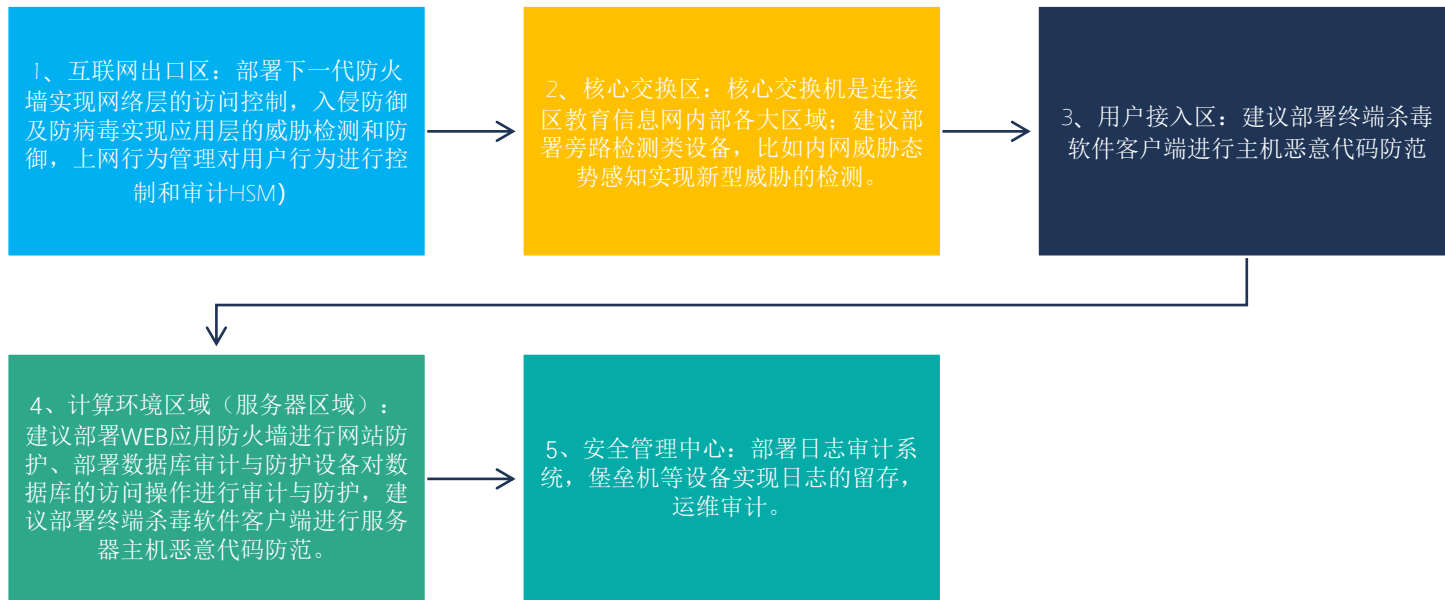 1、互联网出口区：部署下一代防火
墙实现网络层的访问控制，入侵防御
及防病毒实现应用层的威胁检测和防
御，上网行为管理对用户行为进行控
制和审计HSM)
2、核心交换区：核心交换机是连接
区教育信息网内部各大区域；建议部
署旁路检测类设备，比如内网威胁态
势感知实现新型威胁的检测。
3、用户接入区：建议部署终端杀毒
软件客户端进行主机恶意代码防范
4、计算环境区域（服务器区域）：
建议部署WEB应用防火墙进行网站防
护、部署数据库审计与防护设备对数
据库的访问操作进行审计与防护，建
议部署终端杀毒软件客户端进行服务
器主机恶意代码防范。
5、安全管理中心：部署日志审计系
统，堡垒机等设备实现日志的留存，
运维审计。